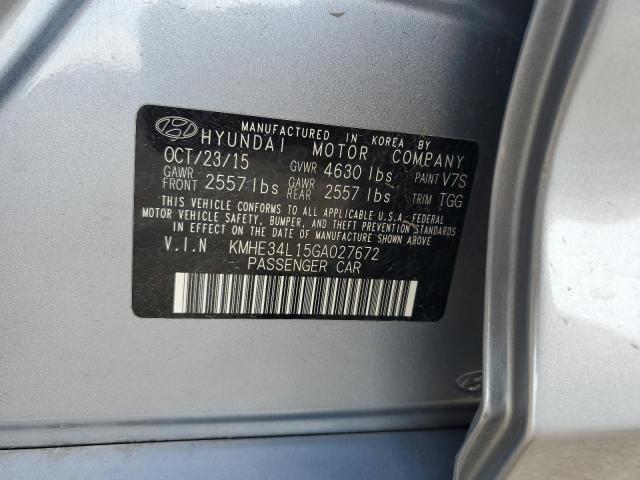 MANUFACTURED IN KOREA BY
HYUNDAI MOTOR COMPANY
OCT/23/15 GVWR 4630 lbs PAINT V7S
GAWR FRONT 2557 lbs GAWR REAR 2557 lbs TRIM TGG
THIS VEHICLE CONFORMS TO ALL APPLICABLE U.S.A. FEDERAL
MOTOR VEHICLE SAFETY, BUMPER, AND THEFT PREVENTION STANDARDS
IN EFFECT ON THE DATE OF MANUFACTURE SHOWN ABOVE.
V.I.N KMHE34L15GA027672
PASSENGER CAR